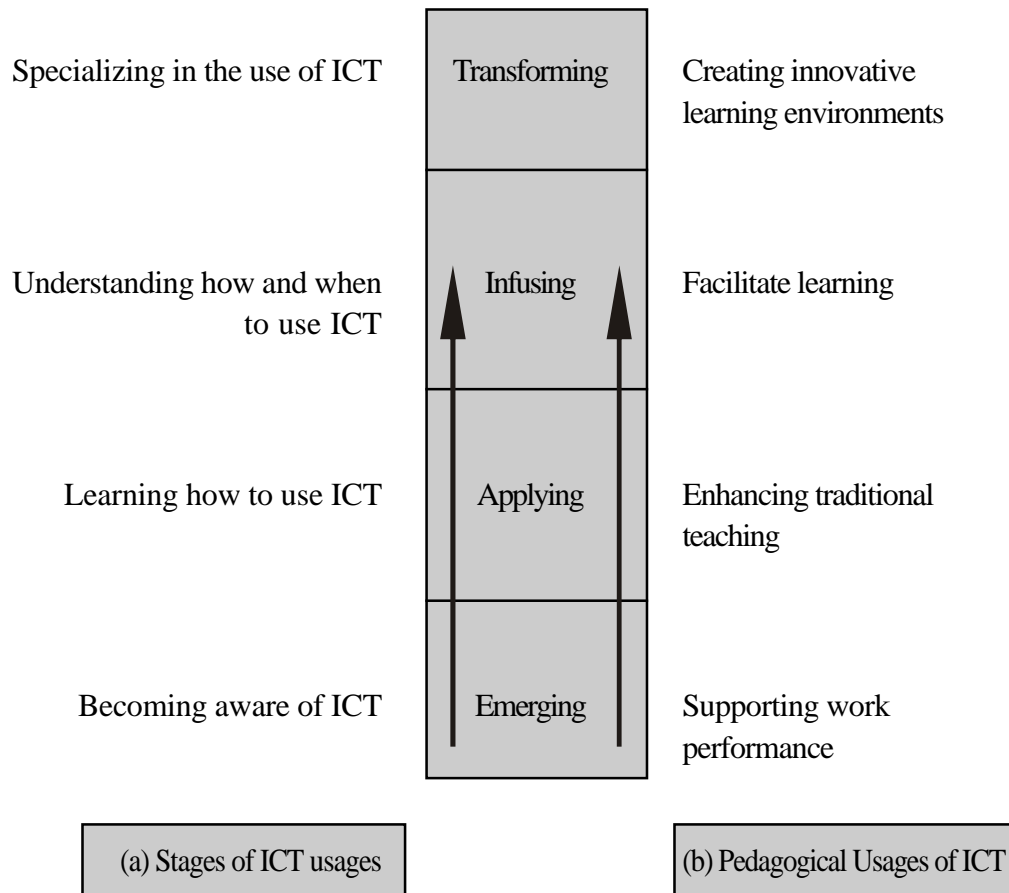 Specializing in the use of ICT
Transforming
Creating innovative
learning environments
Understanding how and when
to use ICT
Infusing
Facilitate learning
Learning how to use ICT
Applying
Enhancing traditional
teaching
Becoming aware of ICT
Emerging
Supporting work
performance
(a) Stages of ICT usages
(b) Pedagogical Usages of ICT